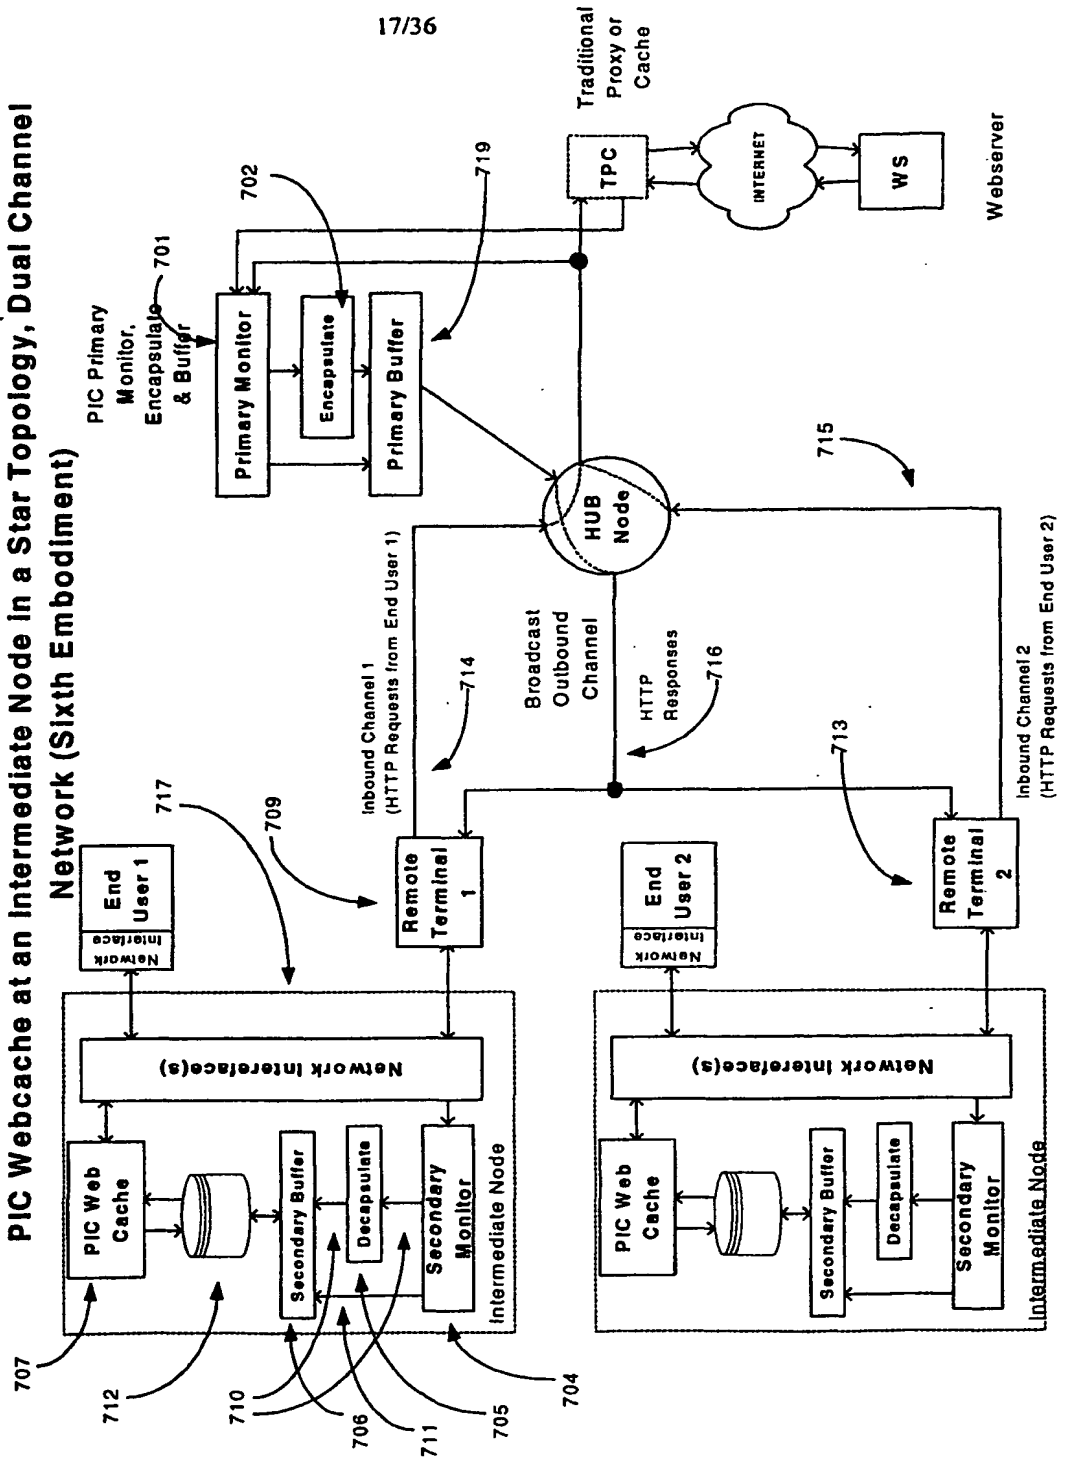 17/36
PIC Webcache at an Intermediate Node in a Star Topology, Dual Channel
Network (Sixth Embodiment)
PIC Primary
Monitor,
Encapsulate
& Buffer
701
Primary Monitor
702
Encapsulate
Primary Buffer
719
Traditional
Proxy or
Cache
TPC
INTERNET
WS
Webserver
HUB
Node
715
Inbound Channel 1
(HTTP Requests from End User 1)
714
Broadcast
Outbound
Channel
HTTP
Responses
716
Inbound Channel 2
(HTTP Requests from End User 2)
713
717
709
End
User 1
Network
Interface
Remote
Terminal
1
End
User 2
Network
Interface
Remote
Terminal
2
Network Intereface(s)
PIC Web
Cache
Secondary Buffer
Decapsulate
Secondary
Monitor
Intermediate Node
707
712
710
706
711
705
704
Network Intereface(s)
PIC Web
Cache
Secondary Buffer
Decapsulate
Secondary
Monitor
Intermediate Node